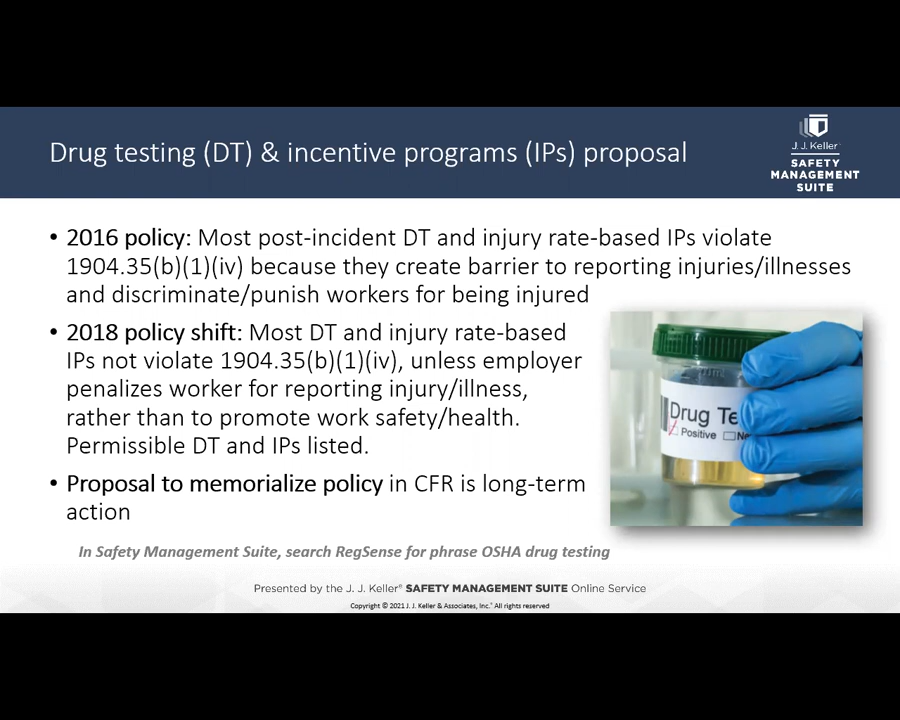 Drug testing (DT) & incentive programs (IPs) proposal
J. J. Keller
SAFETY
MANAGEMENT
SUITE
• 2016 policy: Most post-incident DT and injury rate-based IPs violate
1904.35(b)(1)(iv) because they create barrier to reporting injuries/illnesses
and discriminate/punish workers for being injured
• 2018 policy shift: Most DT and injury rate-based
IPs not violate 1904.35(b)(1)(iv), unless employer
penalizes worker for reporting injury/illness,
rather than to promote work safety/health.
Permissible DT and IPs listed.
• Proposal to memorialize policy in CFR is long-term
action
Drug Te
Positive Ne
In Safety Management Suite, search RegSense for phrase OSHA drug testing
Presented by the J. J. Keller® SAFETY MANAGEMENT SUITE Online Service
Copyright © 2021 J. J. Keller & Associates, Inc.® All rights reserved